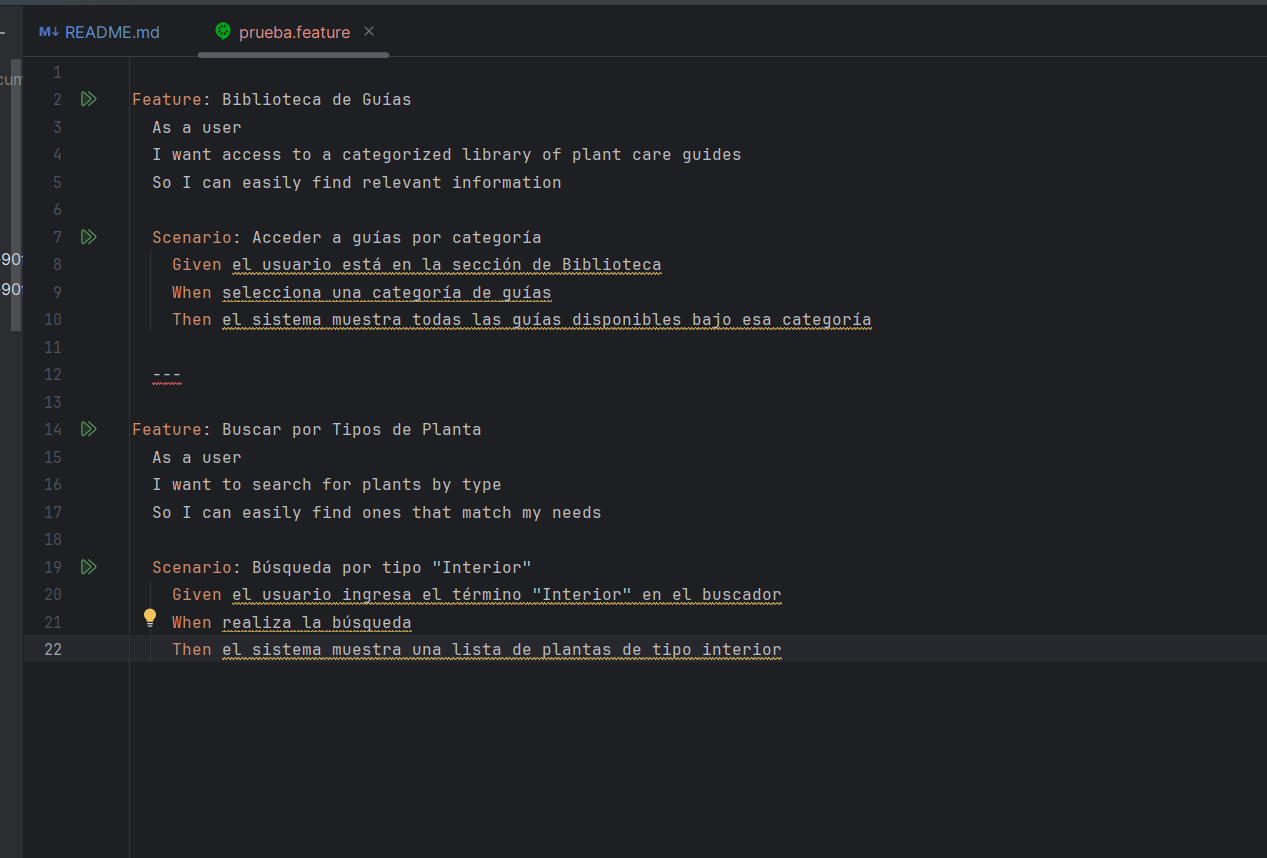 README.md
prueba.feature
1
2 Feature: Biblioteca de Guías
3 As a user
4 I want access to a categorized library of plant care guides
5 So I can easily find relevant information
6
7 Scenario: Acceder a guías por categoría
8 Given el usuario está en la sección de Biblioteca
9 When selecciona una categoría de guías
10 Then el sistema muestra todas las guías disponibles bajo esa categoría
11
12 ---
13
14 Feature: Buscar por Tipos de Planta
15 As a user
16 I want to search for plants by type
17 So I can easily find ones that match my needs
18
19 Scenario: Búsqueda por tipo "Interior"
20 Given el usuario ingresa el término "Interior" en el buscador
21 When realiza la búsqueda
22 Then el sistema muestra una lista de plantas de tipo interior